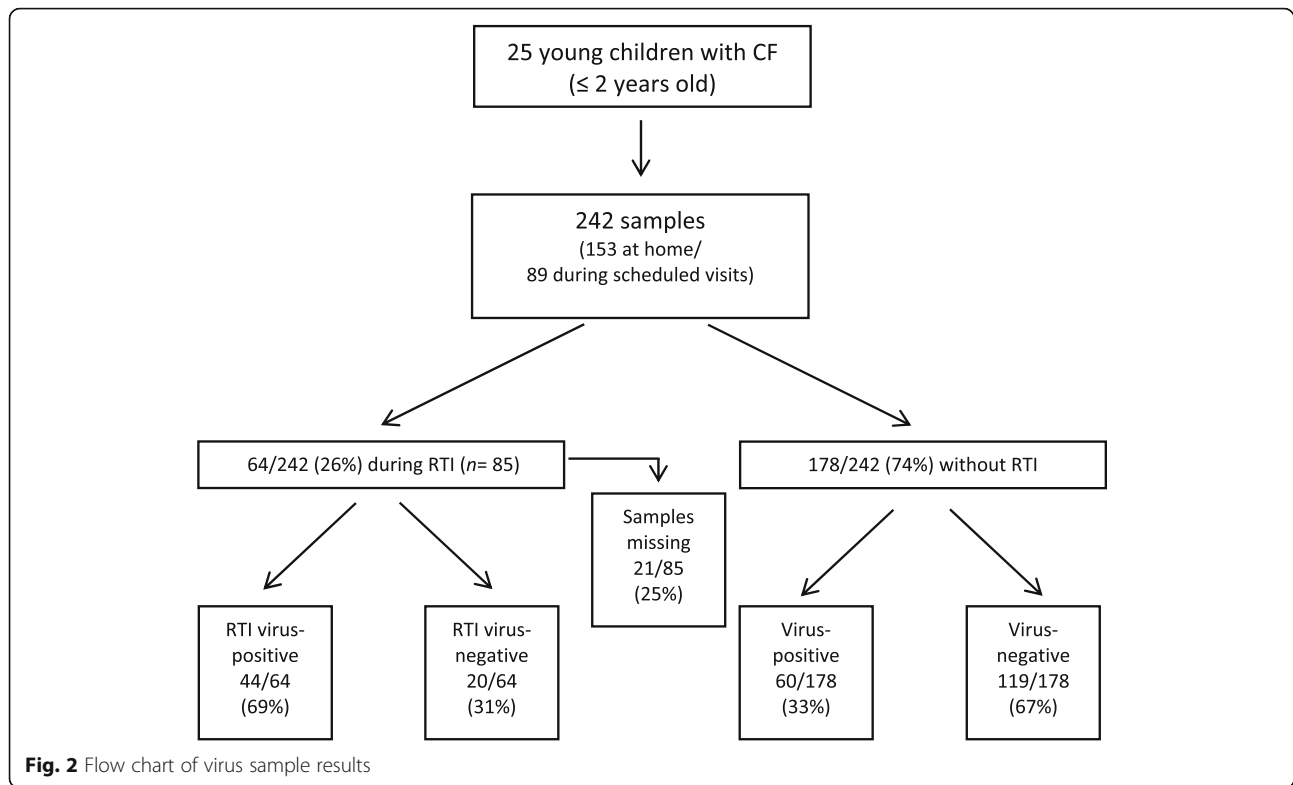 25 young children with CF
(≤ 2 years old)
242 samples
(153 at home/
89 during scheduled visits)
64/242 (26%) during RTI (n= 85)
178/242 (74%) without RTI
Samples
missing
21/85
(25%)
RTI virus-
positive
44/64
(69%)
RTI virus-
negative
20/64
(31%)
Virus-
positive
60/178
(33%)
Virus-
negative
119/178
(67%)
Fig. 2 Flow chart of virus sample results